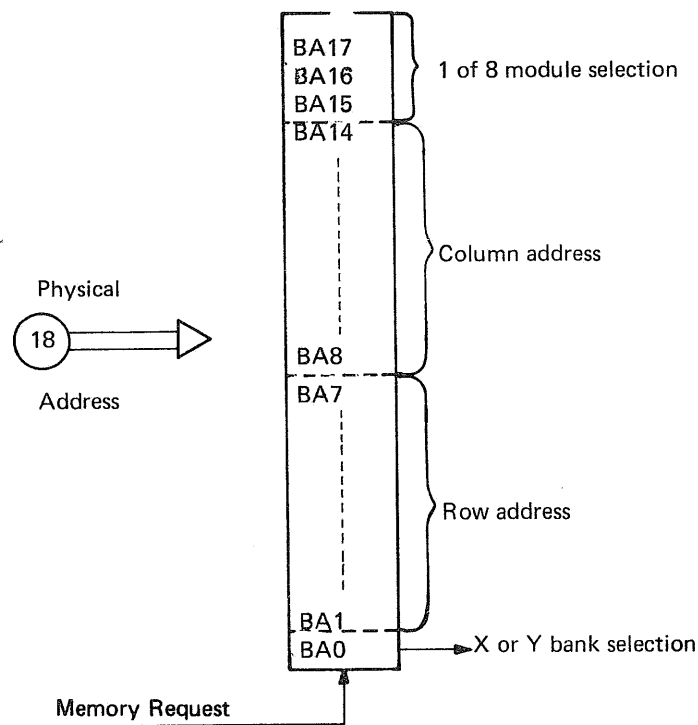 BA17
BA16
BA15
1 of 8 module selection
BA14
Column address
Physical
18
Address
BA8
BA7
Row address
BA1
BA0
X or Y bank selection
Memory Request